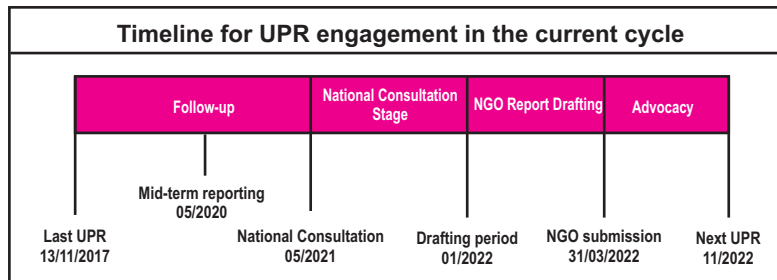 Timeline for UPR engagement in the current cycle
Follow-up
National Consultation
Stage
NGO Report Drafting
Advocacy
Mid-term reporting
05/2020
Last UPR
13/11/2017
National Consultation
05/2021
Drafting period
01/2022
NGO submission
31/03/2022
Next UPR
11/2022